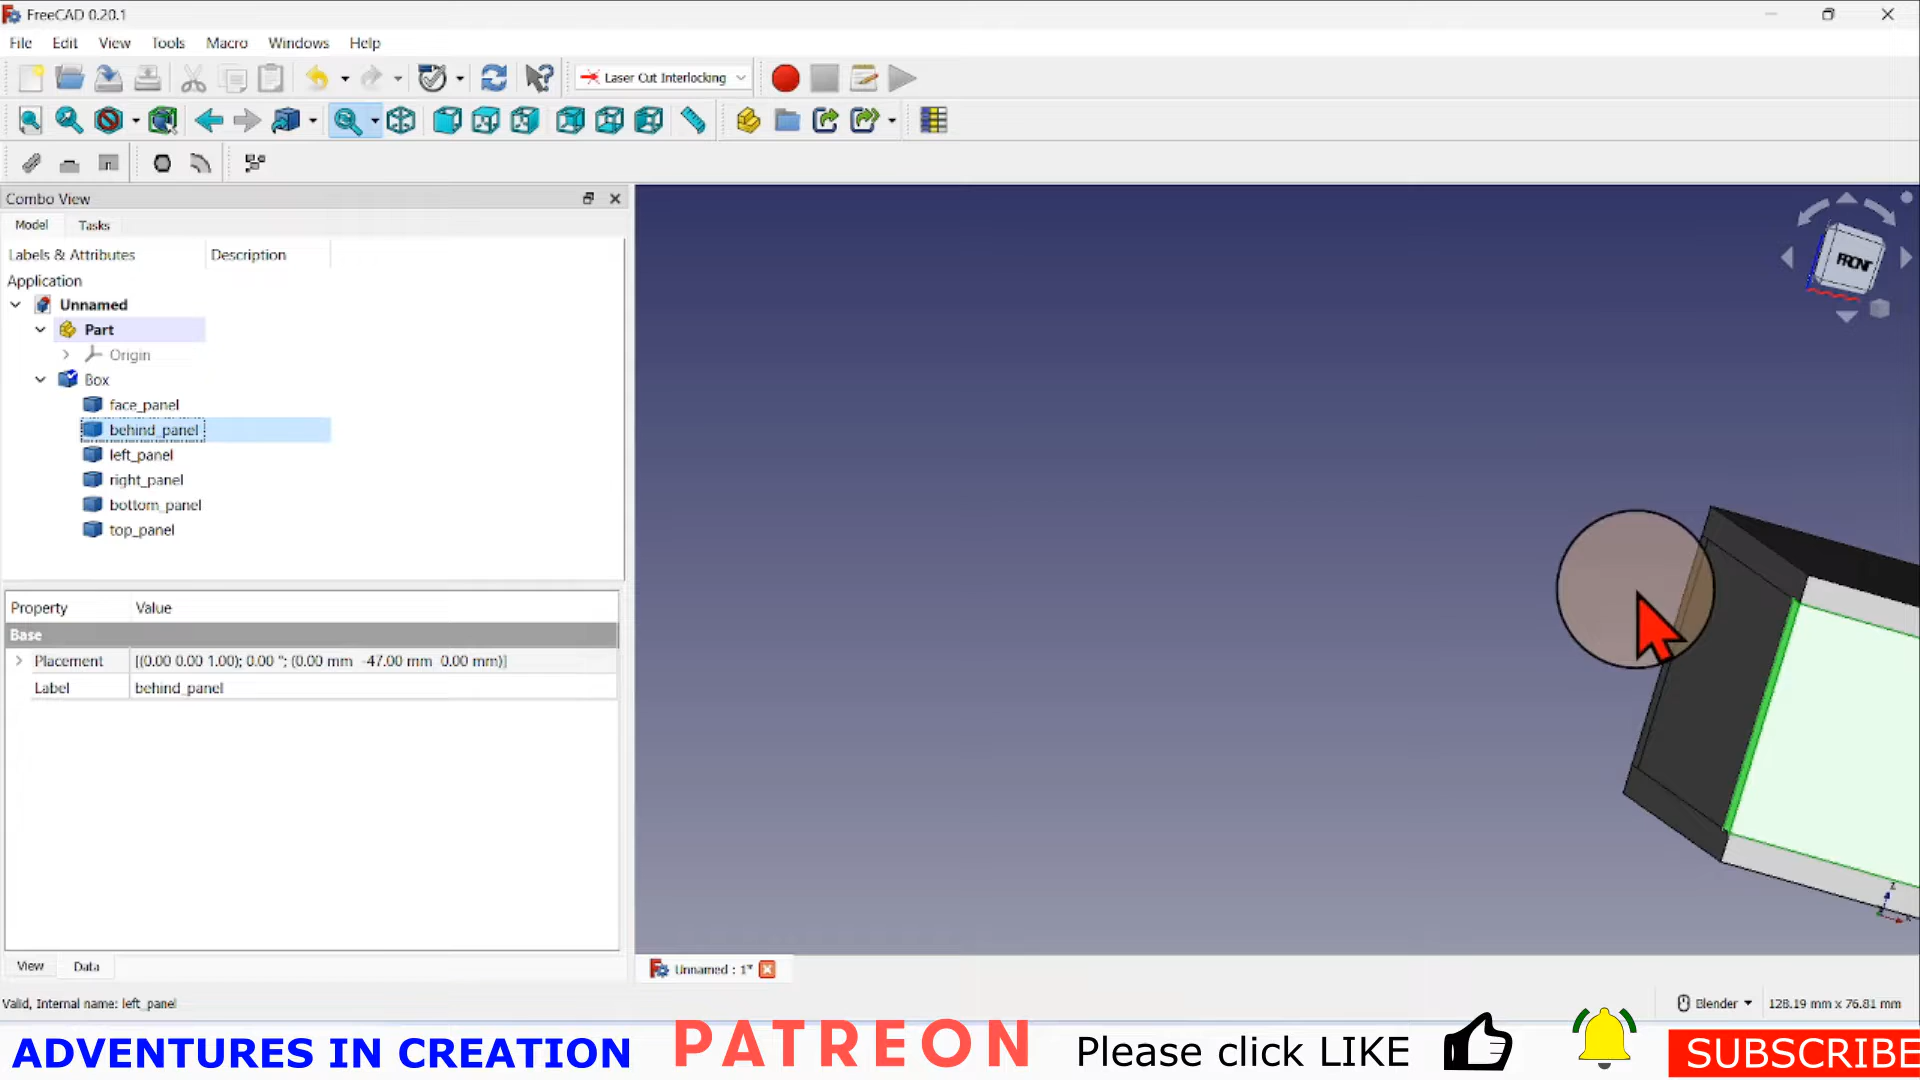 FreeCAD 0.20.1
File Edit View Tools Macro Windows Help
Laser Cut Interlocking
Combo View
Model Tasks
Labels & Attributes Description
Application
Unnamed
Part
Origin
Box
face_panel
behind_panel
left_panel
right_panel
bottom_panel
top_panel
Property Value
Base
Placement [(0.00 0.00 1.00); 0.00 °; (0.00 mm -47.00 mm 0.00 mm)]
Label behind_panel
View Data
FRONT
Z
X
Unnamed : 1*
Valid, Internal name: left_panel
Blender 128.19 mm x 76.81 mm
ADVENTURES IN CREATION PATREON Please click LIKE SUBSCRIBE